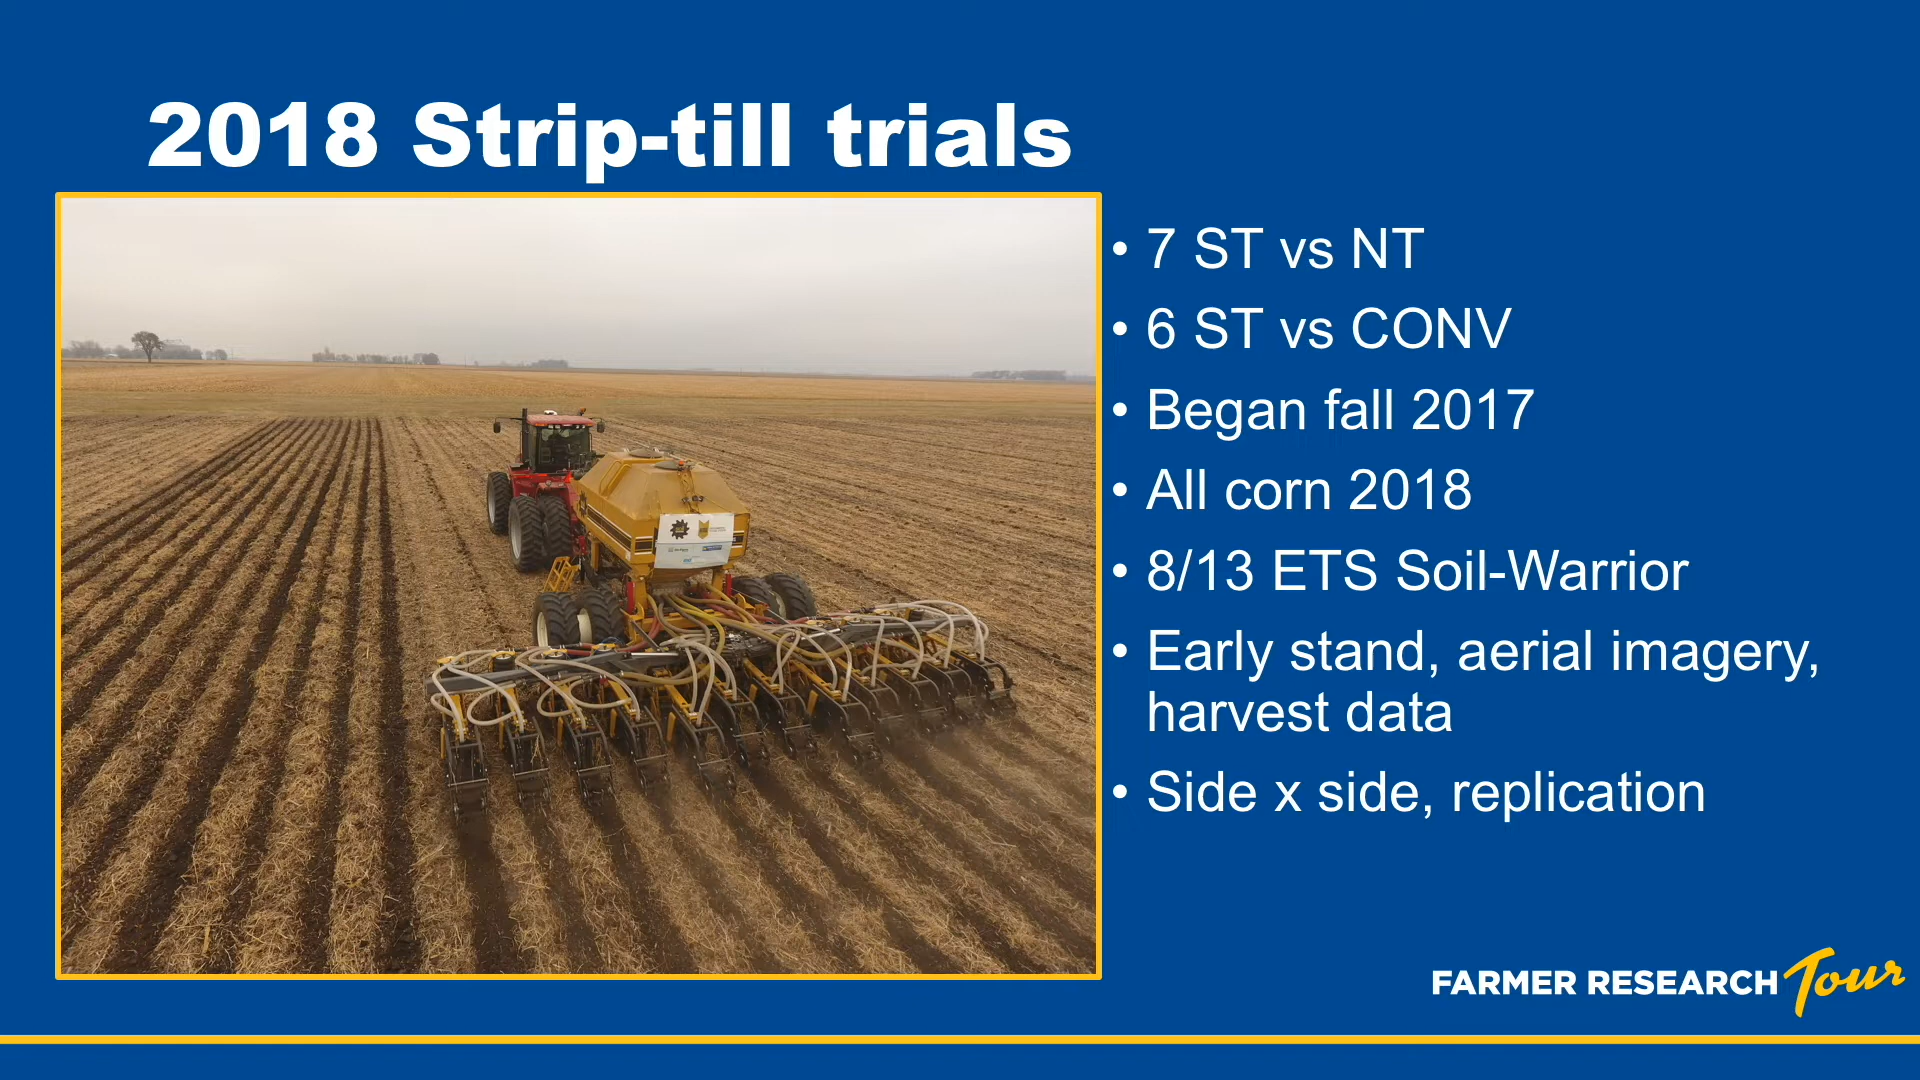 2018 Strip-till trials
• 7 ST vs NT
• 6 ST vs CONV
• Began fall 2017
• All corn 2018
• 8/13 ETS Soil-Warrior
• Early stand, aerial imagery,
harvest data
• Side x side, replication
FARMER RESEARCH Tour